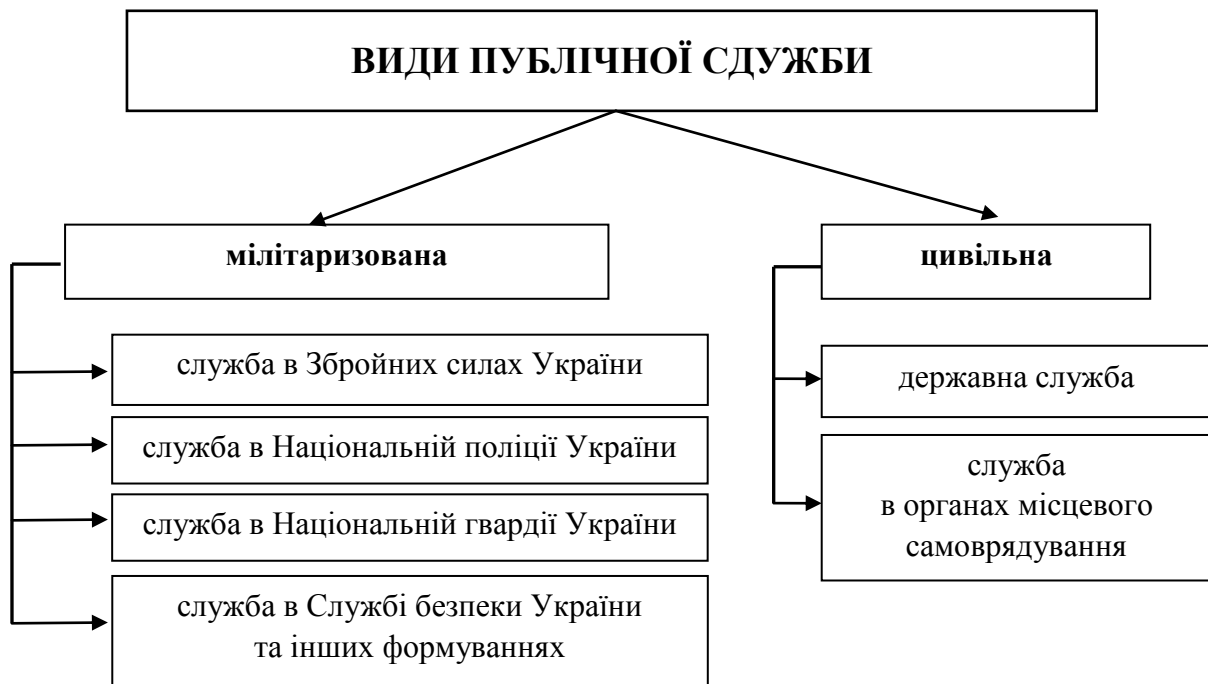 ВИДИ ПУБЛІЧНОЇ СДУЖБИ
мілітаризована
служба в Збройних силах України
служба в Національній поліції України
служба в Національній гвардії України
служба в Службі безпеки України
та інших формуваннях
цивільна
державна служба
служба
в органах місцевого
самоврядування